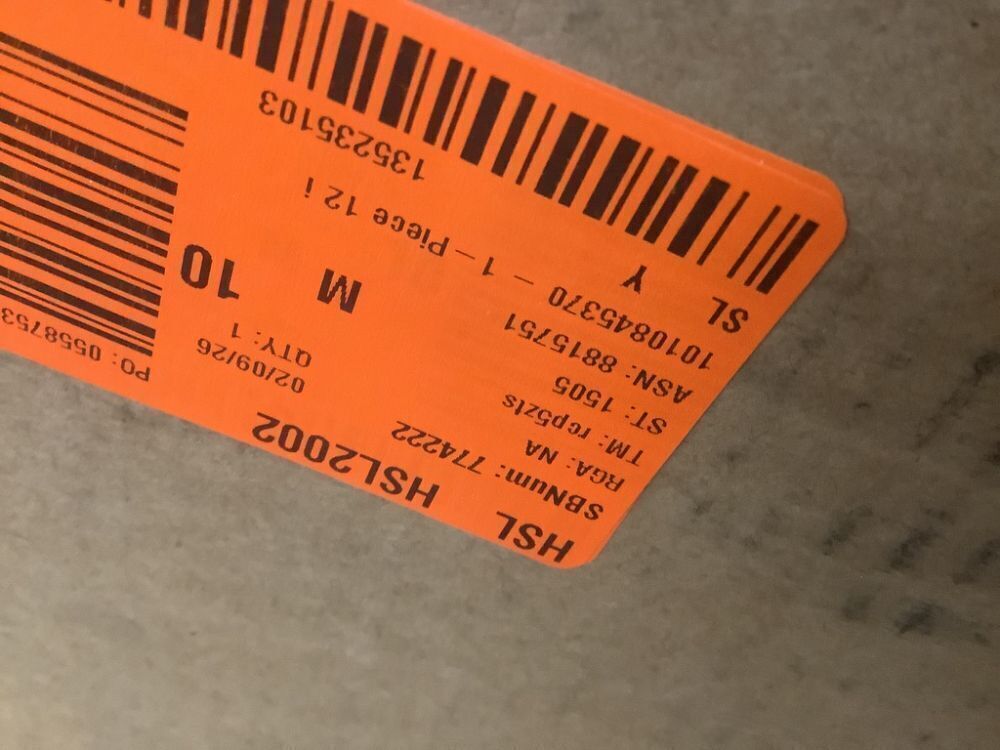 HSL HSL2002
SBNum: 774222
RGA: NA
02/09/26
TM: rcp5zls
QTY: 1
ST: 1505
PO: 0558753
ASN: 8815751
M 10
1010845370 – 1 – Piece 12 i
SL Y
135235103